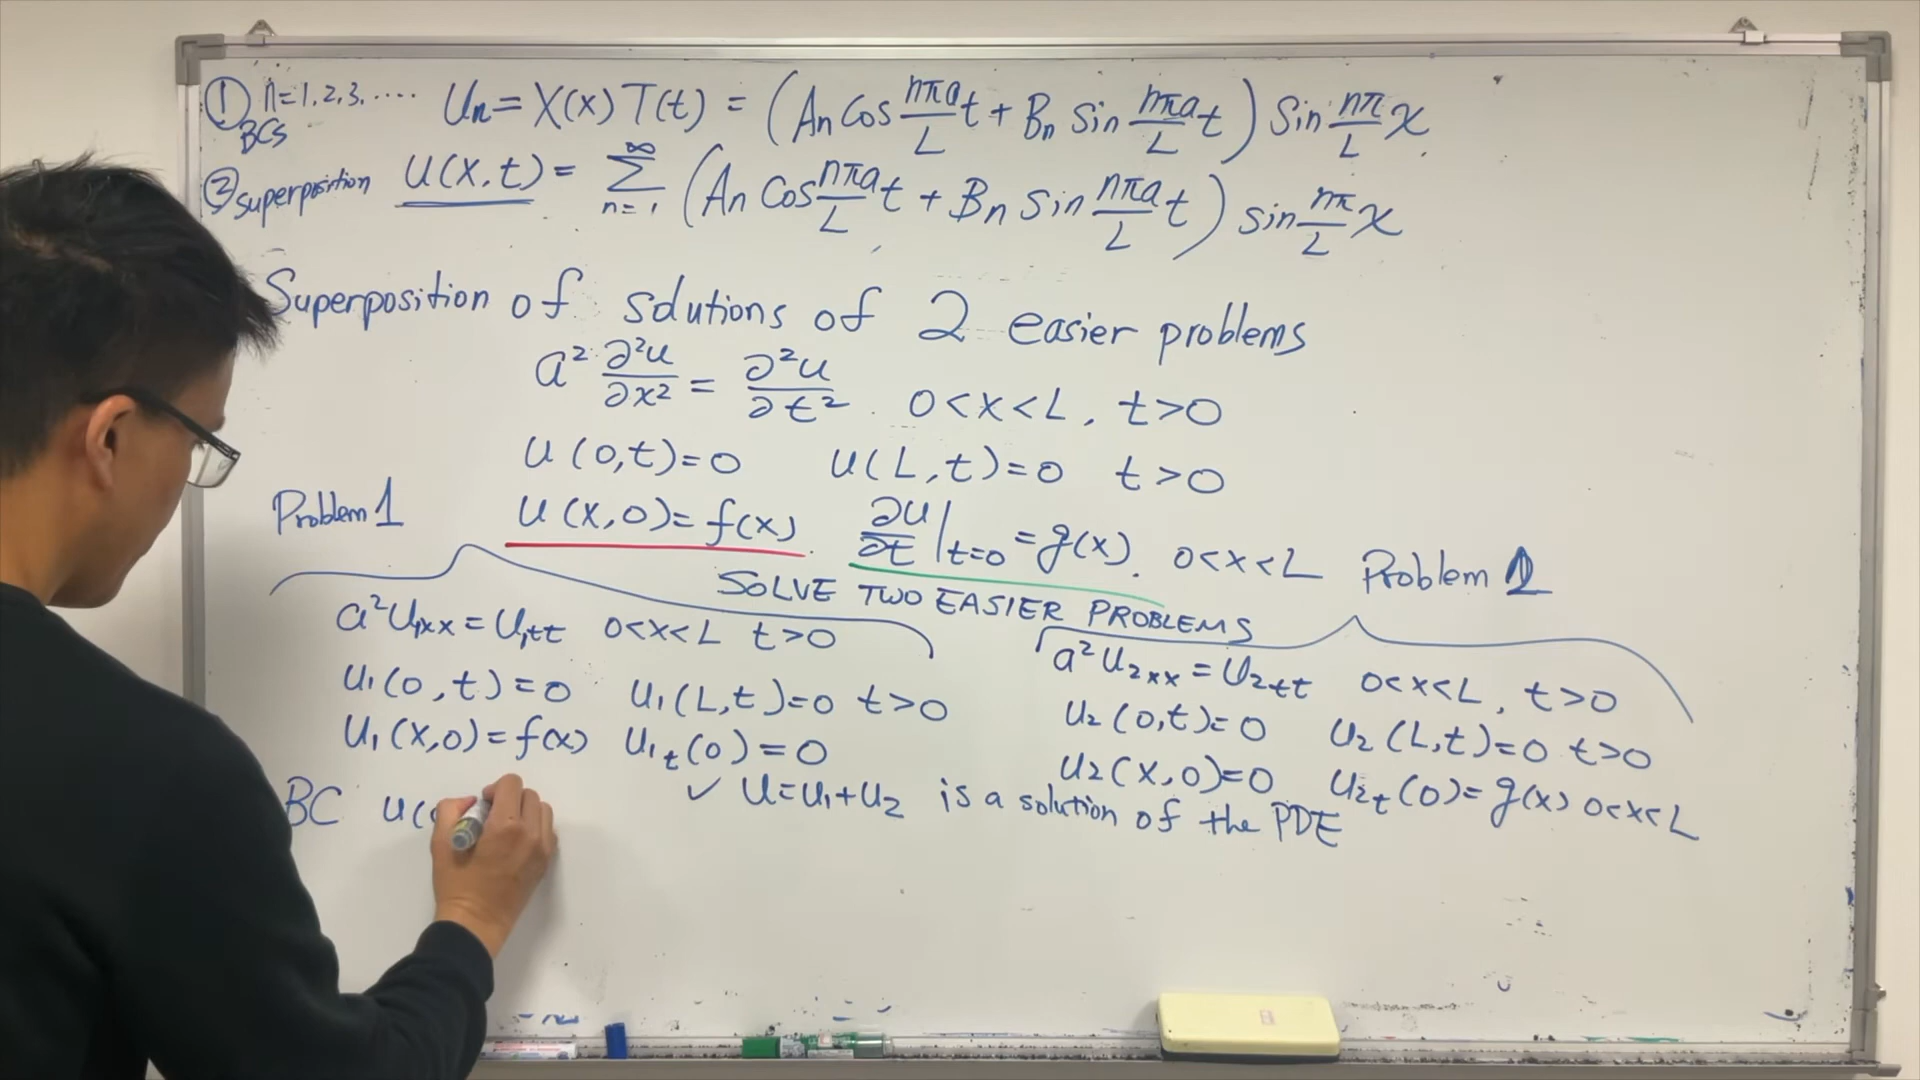 ① n=1,2,3,.... Un = X(x) T(t) = (An Cos nπa/L t + Bn Sin nπa/L t) Sin nπ/L x.
BCs
② superposition U(x,t) = ∞ Σ n=1 (An Cos nπa/L t + Bn Sin nπa/L t) sin nπ/L x
Superposition of solutions of 2 easier problems
a² ∂²u/∂x² = ∂²u/∂t². 0<x<L, t>0
u(0,t)=0 u(L,t)=0 t>0
Problem 1 u(x,0)=f(x). ∂u/∂t |t=0 = g(x). 0<x<L Problem 2
SOLVE TWO EASIER PROBLEMS
a²u₁xx = u₁tt 0<x<L t>0
u₁(0,t)=0 u₁(L,t)=0 t>0
u₁(x,0)=f(x) u₁t(0)=0
a²u₂xx = u₂tt 0<x<L, t>0
u₂(0,t)=0 u₂(L,t)=0 t>0
u₂(x,0)=0 u₂t(0)=g(x) 0<x<L
✓ u=u₁+u₂ is a solution of the PDE
BC u(